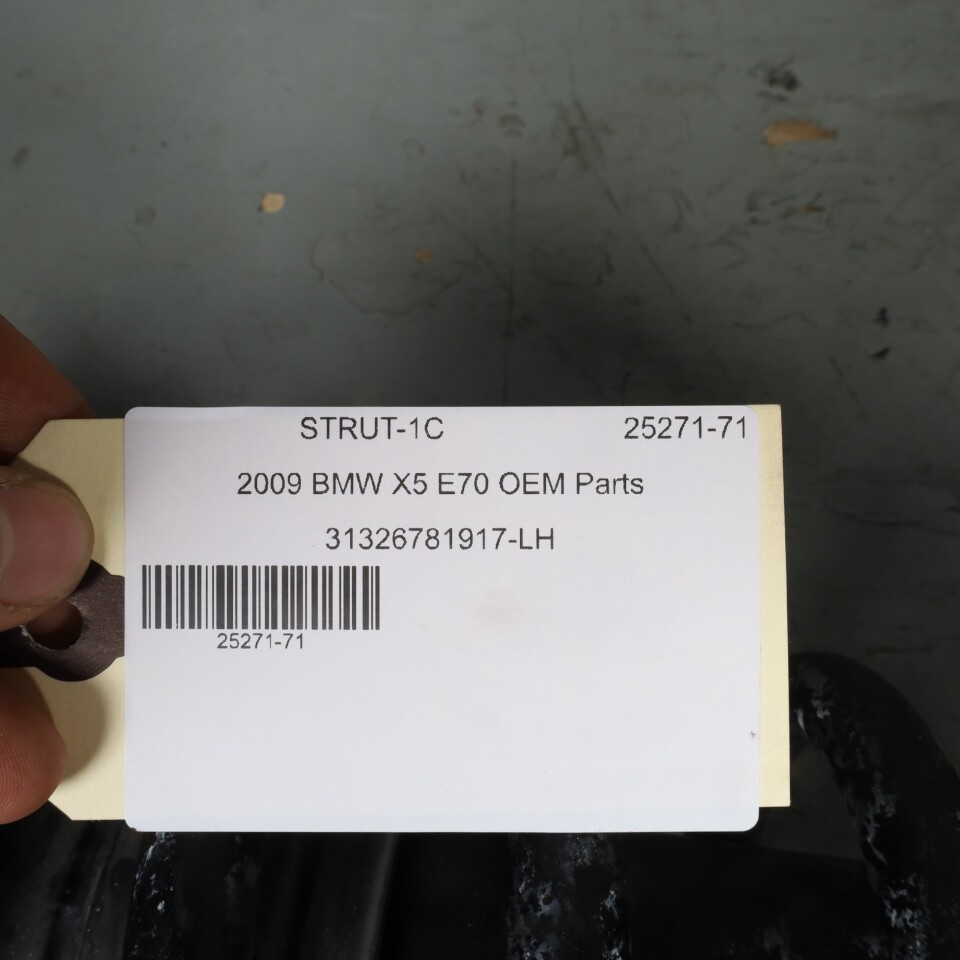 STRUT-1C 25271-71
2009 BMW X5 E70 OEM Parts
31326781917-LH
25271-71